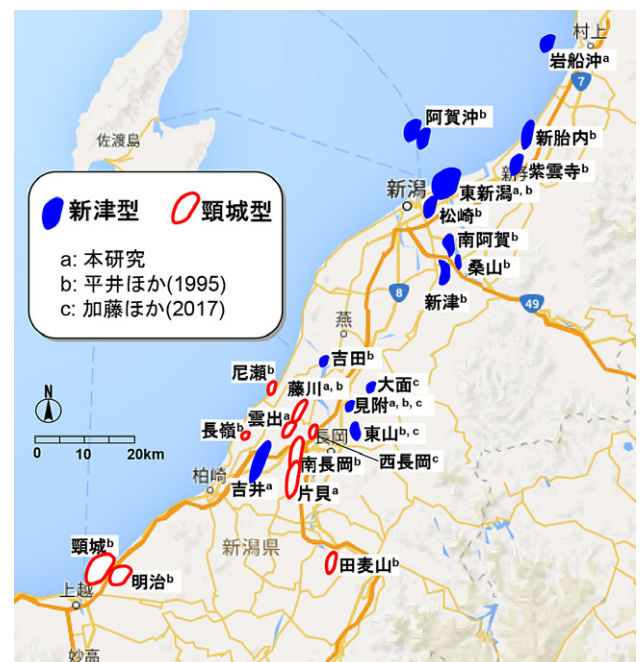 村上
岩船沖a
7
阿賀沖b
佐渡島
新胎内b
新発
紫雲寺b
新津型
頸城型
a: 本研究
b: 平井ほか(1995)
c: 加藤ほか(2017)
新潟
東新潟a, b
松崎b
南阿賀b
桑山b
新津b
8
49
燕
N
0
10
20km
吉田b
尼瀬b
大面c
藤川a, b
見附a, b, c
雲出a
長嶺b
東山b, c
長岡
西長岡c
南長岡b
柏崎
吉井a
片貝a
新潟県
田麦山b
頸城b
明治b
上越
妙高